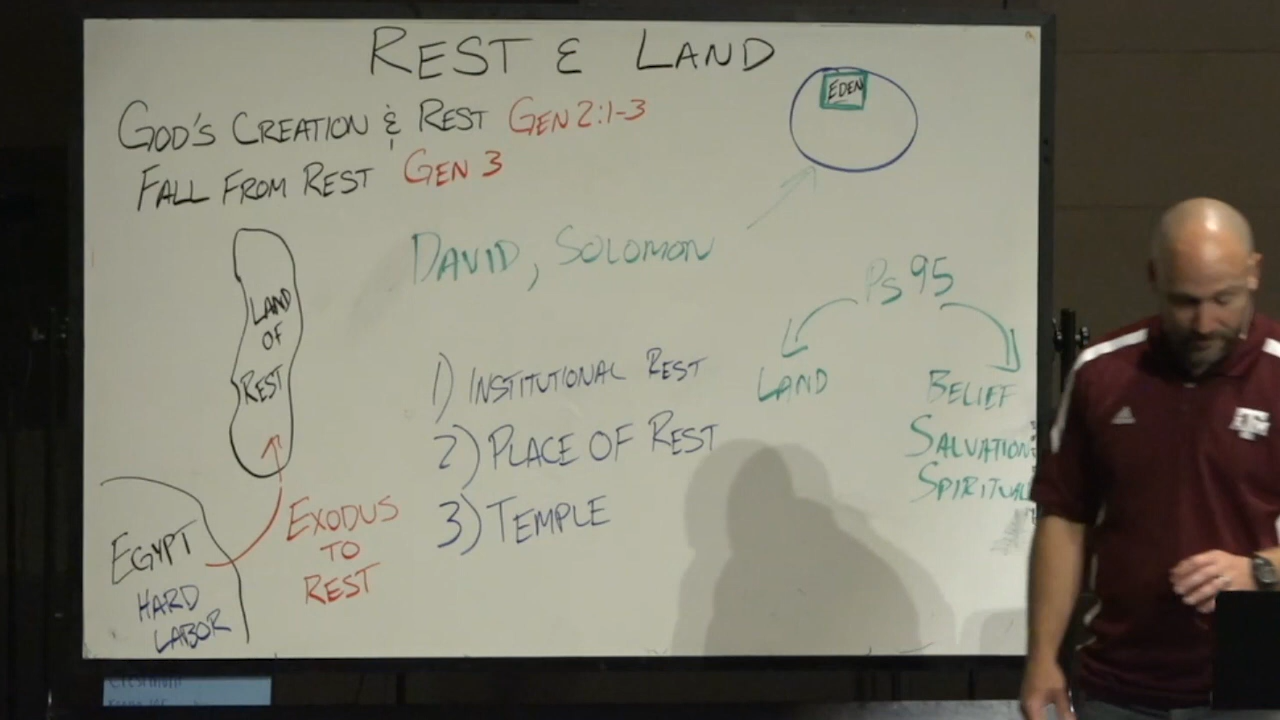 REST & LAND
EDEN
GOD'S CREATION & REST GEN 2:1-3
FALL FROM REST GEN 3
DAVID, SOLOMON
PS 95
LAND
BELIEF
SALVATION
SPIRITUAL
LAND
OF
REST
1) INSTITUTIONAL REST
2) PLACE OF REST
3) TEMPLE
EXODUS
TO
REST
EGYPT
HARD
LABOR
ATM